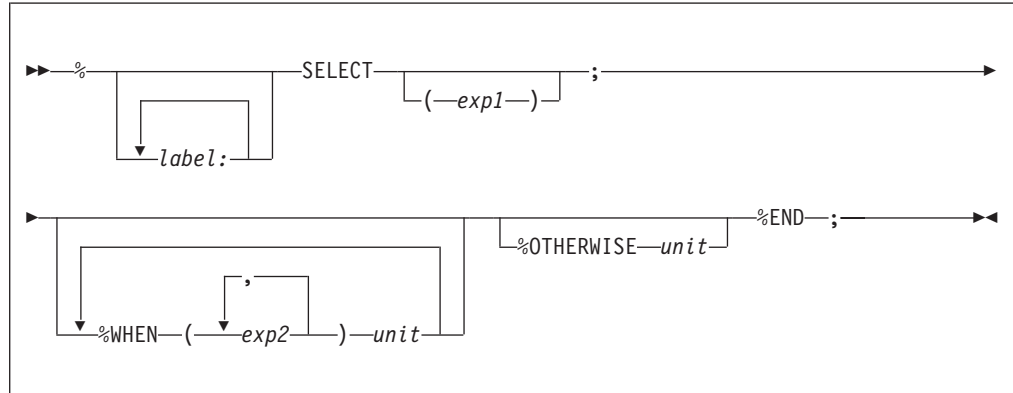 % SELECT ;
( exp1 )
label:
%END ;
%OTHERWISE unit
,
%WHEN ( exp2 ) unit